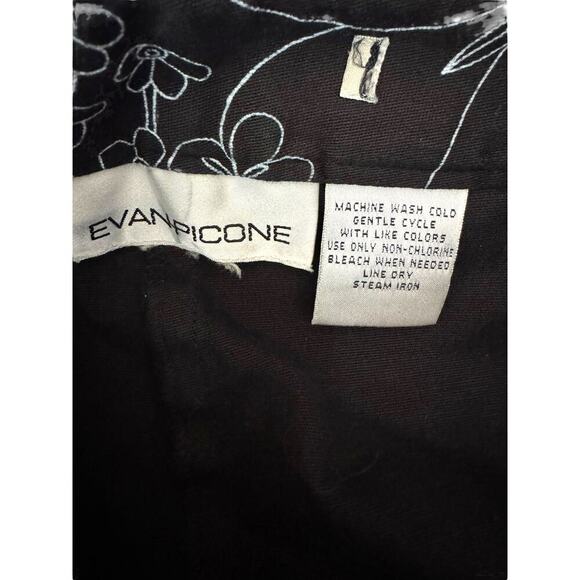 EVAN-PICONE
MACHINE WASH COLD
GENTLE CYCLE
WITH LIKE COLORS
USE ONLY NON-CHLORINE
BLEACH WHEN NEEDED
LINE DRY
STEAM IRON